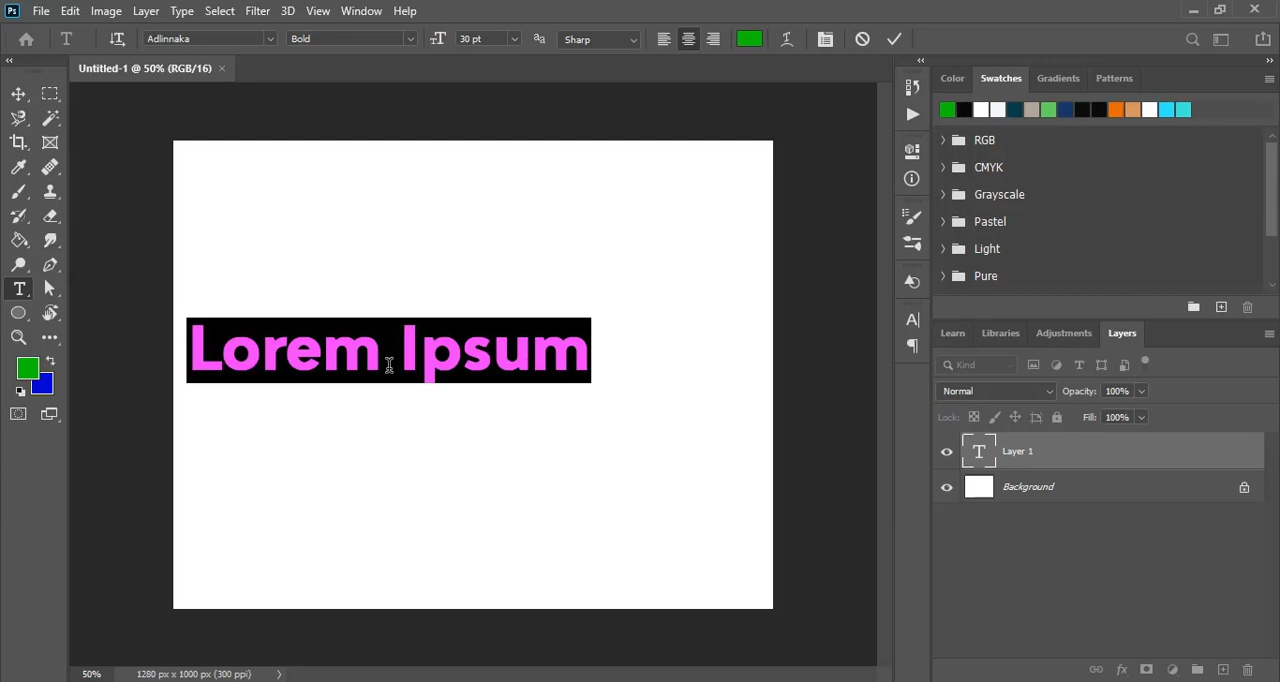 Ps File Edit Image Layer Type Select Filter 3D View Window Help
T Adlinnaka Bold 30 pt aa Sharp
Untitled-1 @ 50% (RGB/16) ×
Color Swatches Gradients Patterns
RGB
CMYK
Grayscale
Pastel
Light
Pure
Lorem Ipsum
Learn Libraries Adjustments Layers
Kind
Normal Opacity: 100%
Lock: Fill: 100%
T Layer 1
Background
50% 1280 px x 1000 px (300 ppi)